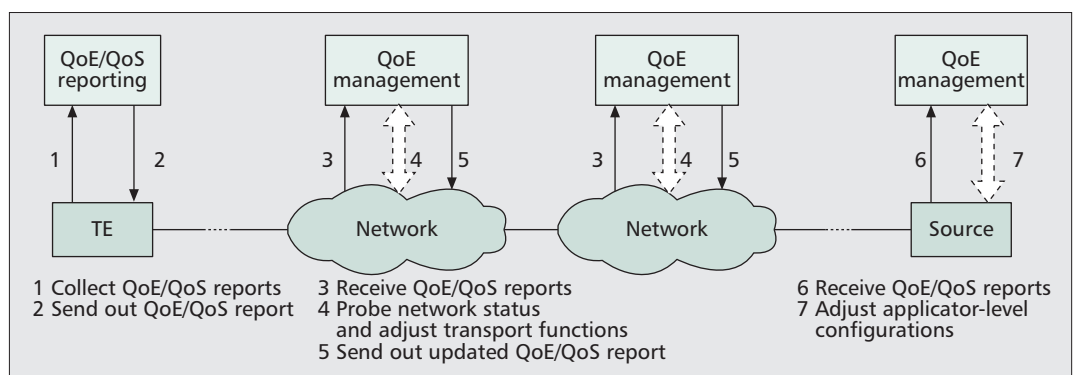 QoE/QoS
reporting
QoE
management
QoE
management
QoE
management
1
2
3
4
5
3
4
5
6
7
TE
Network
Network
Source
1 Collect QoE/QoS reports
2 Send out QoE/QoS report
3 Receive QoE/QoS reports
4 Probe network status
and adjust transport functions
5 Send out updated QoE/QoS report
6 Receive QoE/QoS reports
7 Adjust applicator-level
configurations